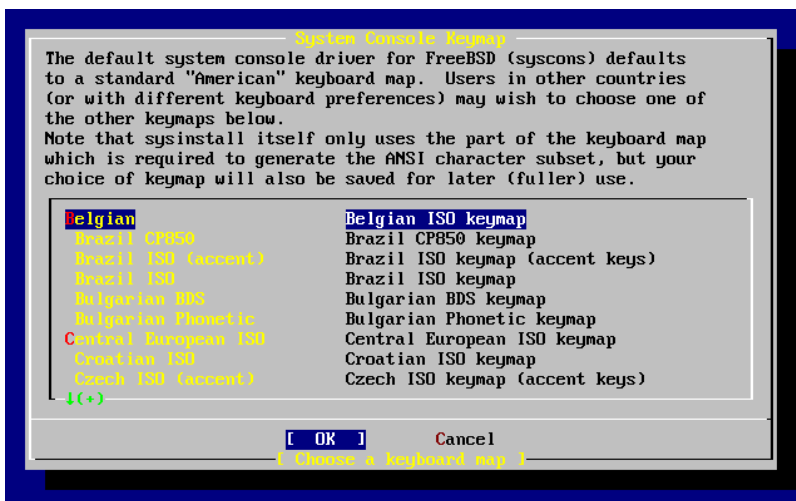 System Console Keymap
The default system console driver for FreeBSD (syscons) defaults
to a standard "American" keyboard map.  Users in other countries
(or with different keyboard preferences) may wish to choose one of
the other keymaps below.
Note that sysinstall itself only uses the part of the keyboard map
which is required to generate the ANSI character subset, but your
choice of keymap will also be saved for later (fuller) use.
Belgian Belgian ISO keymap
Brazil CP850 Brazil CP850 keymap
Brazil ISO (accent) Brazil ISO keymap (accent keys)
Brazil ISO Brazil ISO keymap
Bulgarian BDS Bulgarian BDS keymap
Bulgarian Phonetic Bulgarian Phonetic keymap
Central European ISO Central European ISO keymap
Croatian ISO Croatian ISO keymap
Czech ISO (accent) Czech ISO keymap (accent keys)
↓(+)
[ OK ] Cancel
[ Choose a keyboard map ]